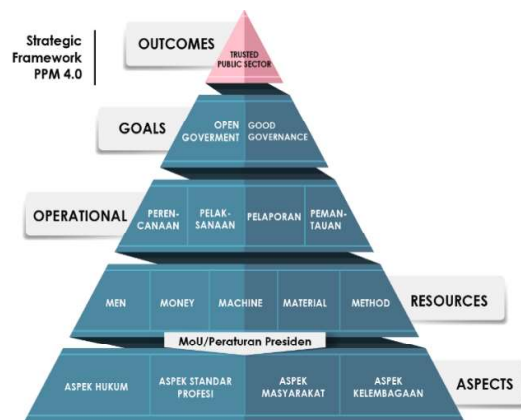 Strategic
Framework
PPM 4.0
OUTCOMES
TRUSTED
PUBLIC SECTOR
GOALS
OPEN
GOVERMENT
GOOD
GOVERNANCE
OPERATIONAL
PEREN-
CANAAN
PELAK-
SANAAN
PELAPORAN
PEMAN-
TAUAN
MEN
MONEY
MACHINE
MATERIAL
METHOD
RESOURCES
MoU/Peraturan Presiden
ASPEK HUKUM
ASPEK STANDAR
PROFESI
ASPEK
MASYARAKAT
ASPEK
KELEMBAGAAN
ASPECTS